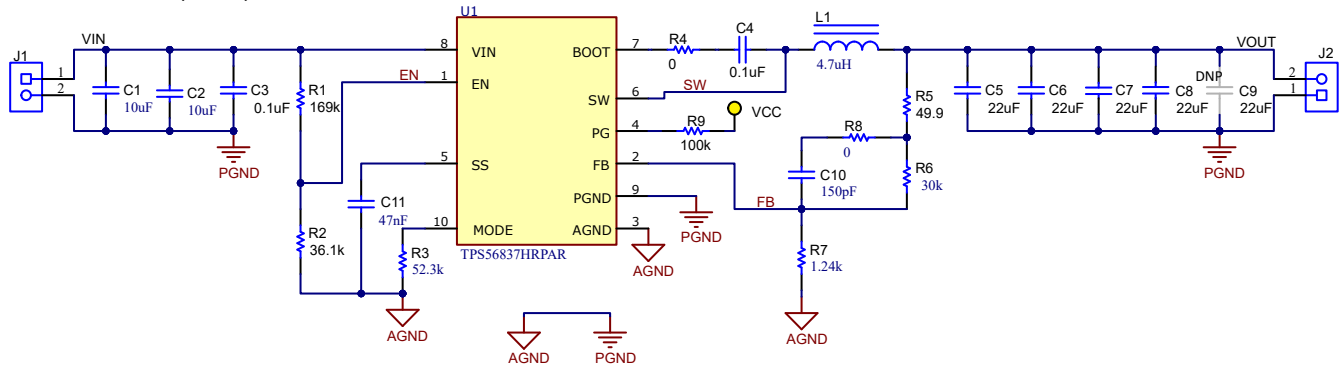 U1
L1
J1
VIN
8
VIN
BOOT
7
R4
0
C4
0.1uF
4.7uH
VOUT
J2
1
2
C1
10uF
C2
10uF
C3
0.1uF
R1
169k
EN
1
EN
SW
6
SW
R5
49.9
C5
22uF
C6
22uF
C7
22uF
C8
22uF
DNP
C9
22uF
2
1
PGND
PG
4
R9
100k
VCC
R8
0
PGND
5
SS
FB
2
C10
150pF
R6
30k
FB
C11
47nF
PGND
9
PGND
R2
36.1k
10
MODE
AGND
3
AGND
R3
52.3k
TPS56837HRPAR
R7
1.24k
AGND
AGND
AGND
PGND